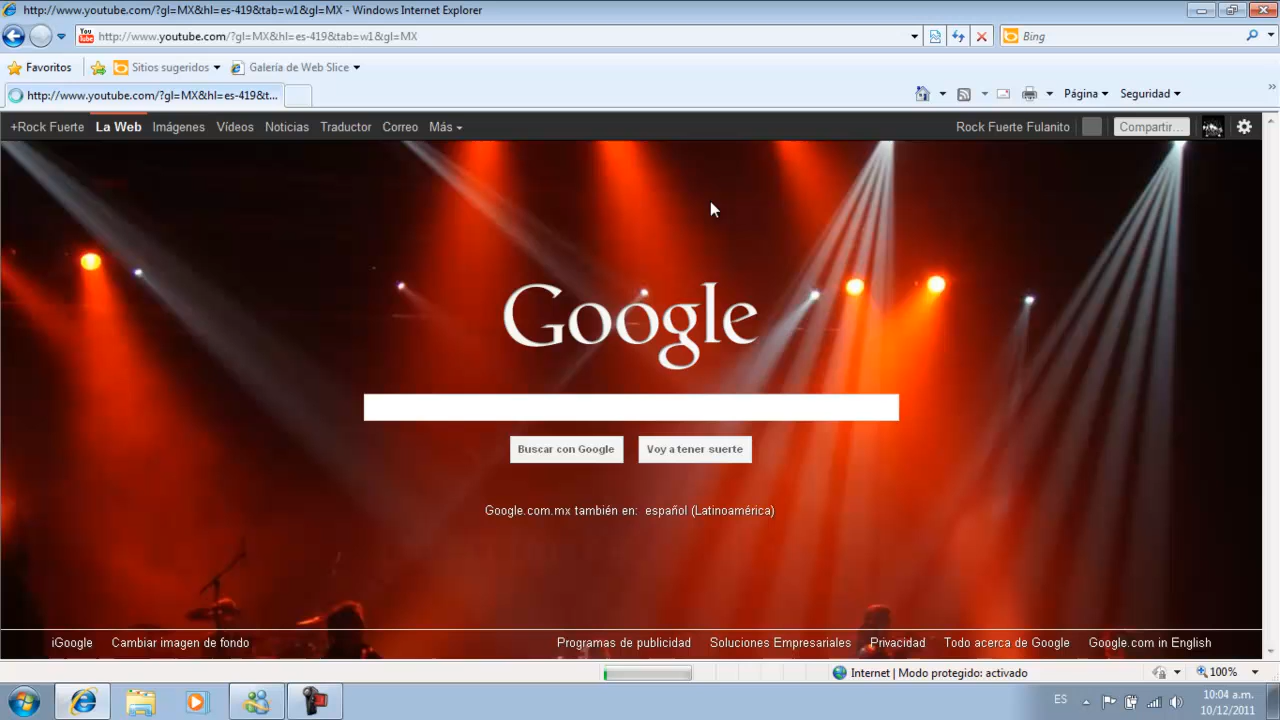 http://www.youtube.com/?gl=MX&hl=es-419&tab=w1&gl=MX - Windows Internet Explorer
http://www.youtube.com/?gl=MX&hl=es-419&tab=w1&gl=MX Bing
Favoritos Sitios sugeridos Galería de Web Slice
http://www.youtube.com/?gl=MX&hl=es-419&t... Página Seguridad
+Rock Fuerte La Web Imágenes Vídeos Noticias Traductor Correo Más Rock Fuerte Fulanito Compartir...
Google
Buscar con Google Voy a tener suerte
Google.com.mx también en: español (Latinoamérica)
iGoogle Cambiar imagen de fondo Programas de publicidad Soluciones Empresariales Privacidad Todo acerca de Google Google.com in English
Internet | Modo protegido: activado 100%
ES 10:04 a.m.
10/12/2011